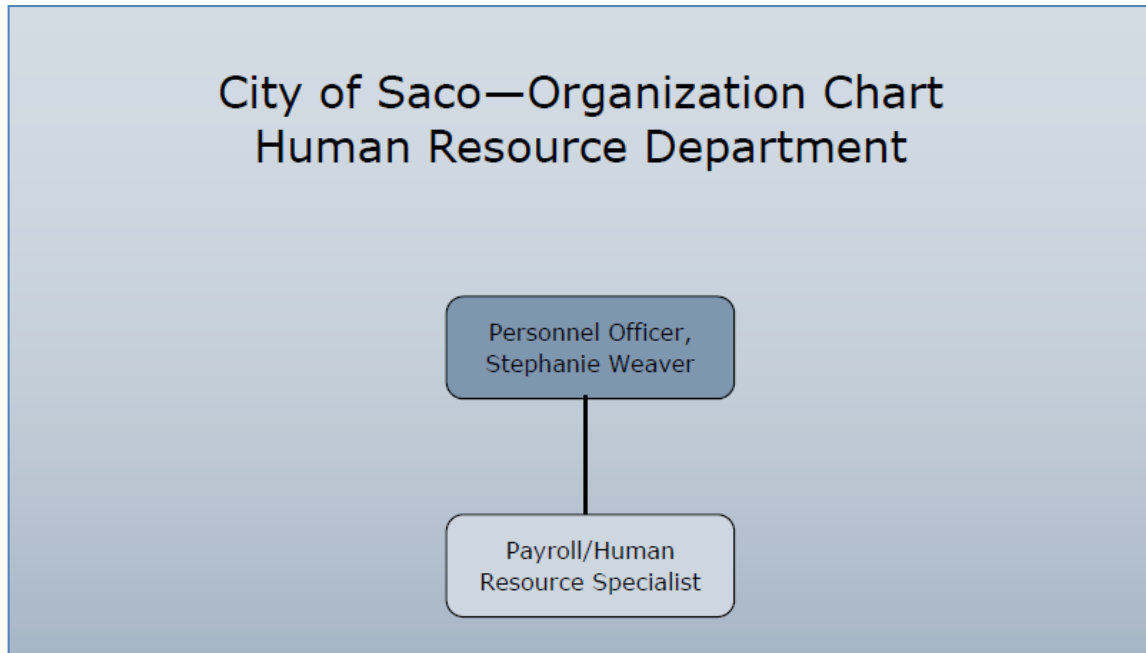 City of Saco—Organization Chart
Human Resource Department
Personnel Officer,
Stephanie Weaver
Payroll/Human
Resource Specialist